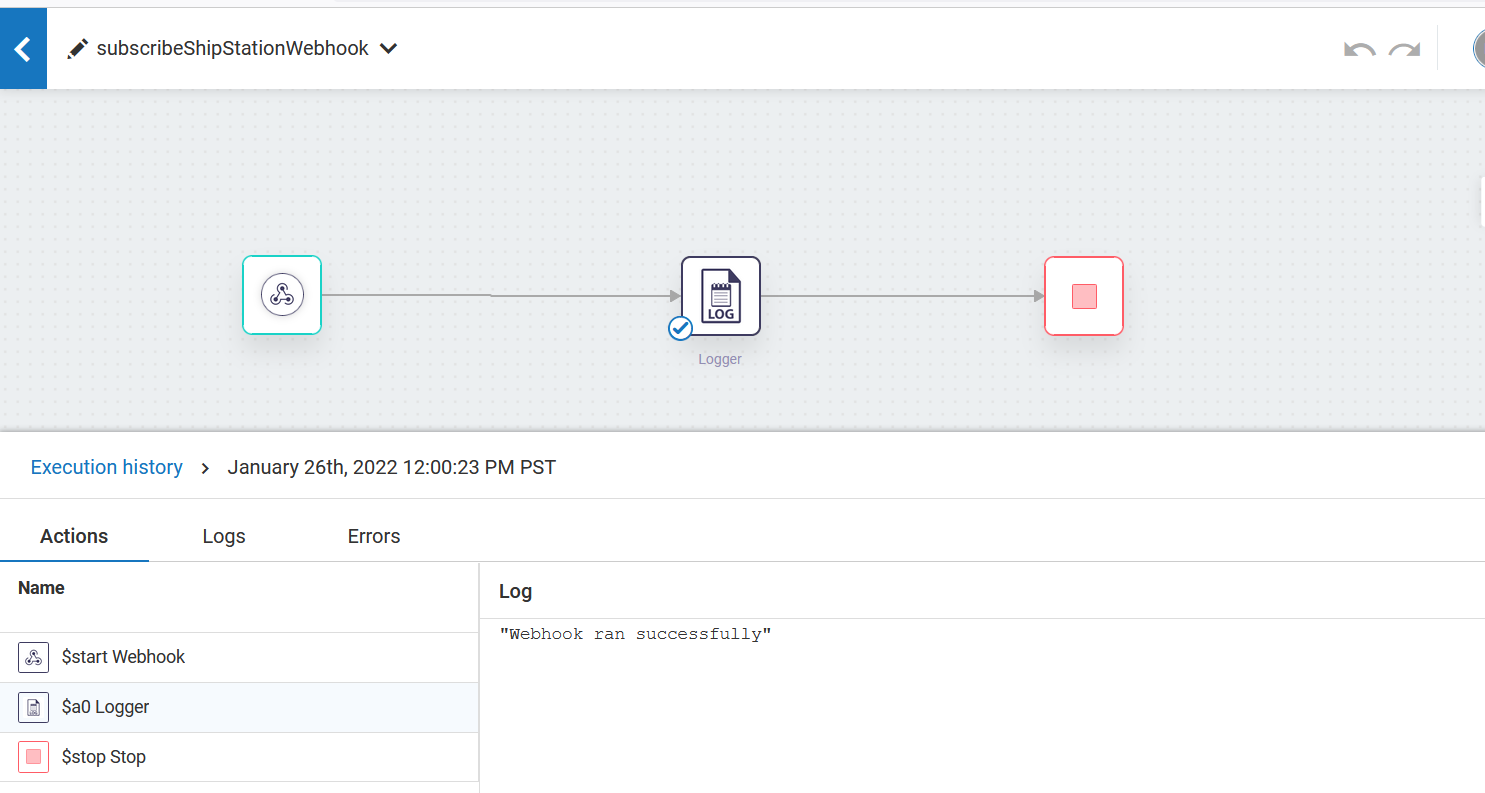 subscribeShipStationWebhook
LOG
Logger
Execution history > January 26th, 2022 12:00:23 PM PST
Actions Logs Errors
Name
Log
"Webhook ran successfully"
$start Webhook
$a0 Logger
$stop Stop